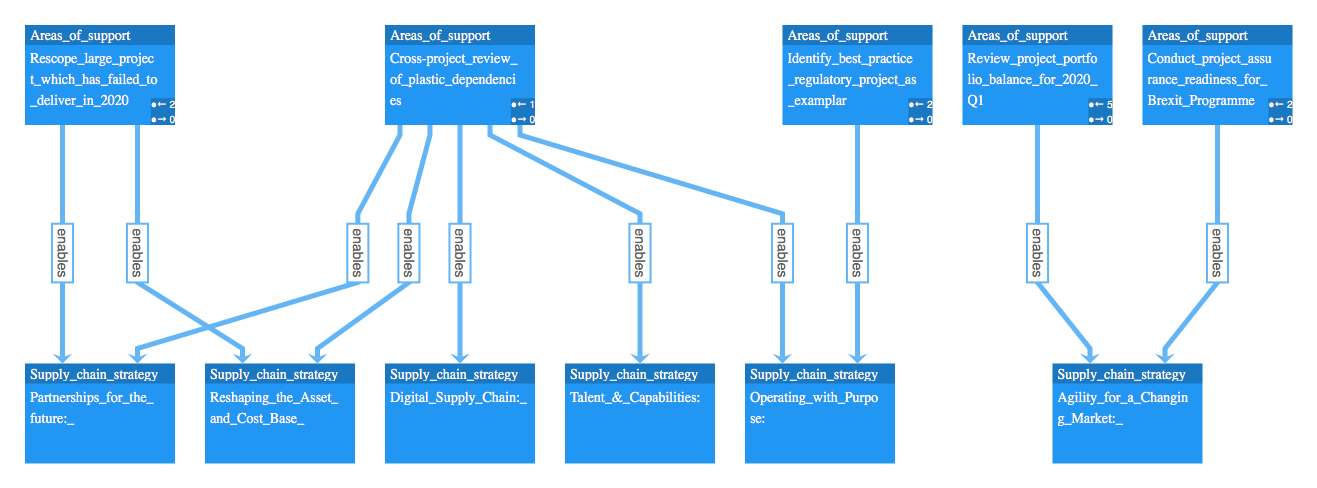 Areas_of_support
Rescope_large_projec
t_which_has_failed_to
_deliver_in_2020
← 2
→ 0
Areas_of_support
Cross-project_review_
_of_plastic_dependenci
es
← 1
→ 0
Areas_of_support
Identify_best_practice
_regulatory_project_as
_examplar
← 2
→ 0
Areas_of_support
Review_project_portfo
lio_balance_for_2020_
Q1
← 5
→ 0
Areas_of_support
Conduct_project_assu
rance_readiness_for_
Brexit_Programme
← 2
→ 0
enables
enables
enables
enables
enables
enables
enables
enables
enables
enables
Supply_chain_strategy
Partnerships_for_the_
future:_
Supply_chain_strategy
Reshaping_the_Asset_
and_Cost_Base_
Supply_chain_strategy
Digital_Supply_Chain:_
Supply_chain_strategy
Talent_&_Capabilities:
Supply_chain_strategy
Operating_with_Purpo
se:
Supply_chain_strategy
Agility_for_a_Changin
g_Market:_